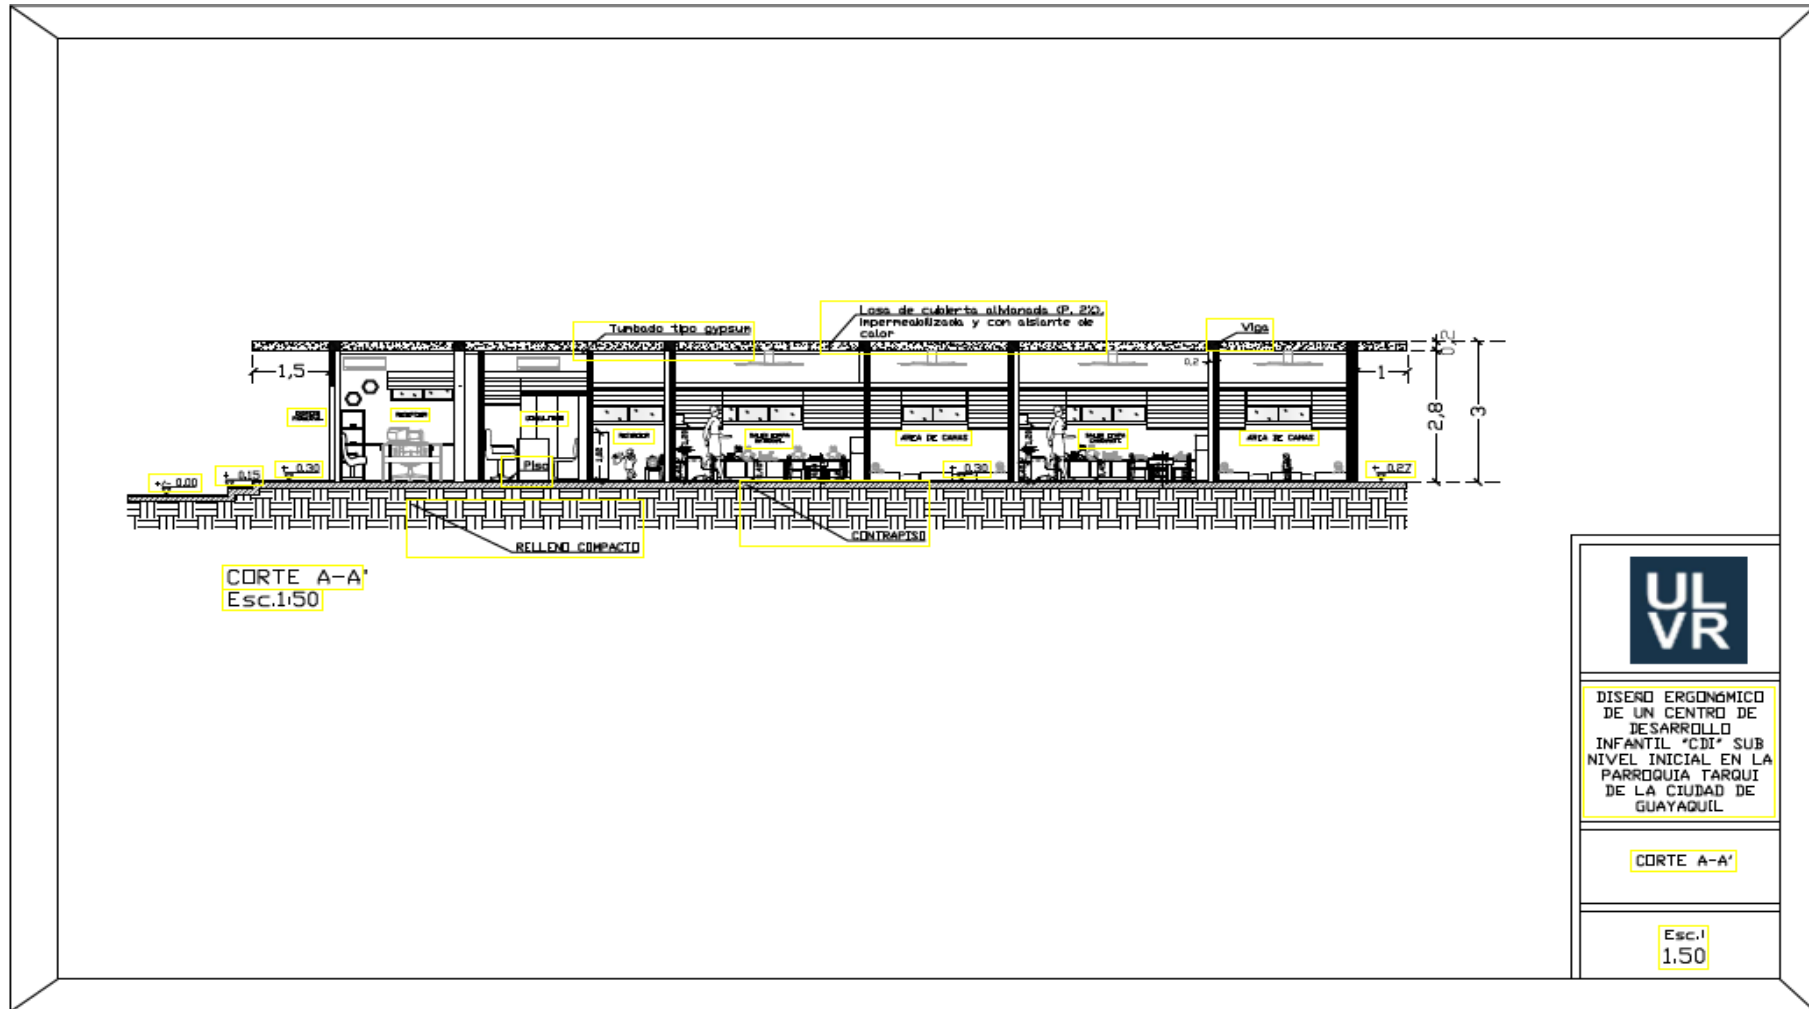 Losa de cubierta alivianada (P. 2%),
impermeabilizada y con aislante de
calor
Tumbado tipo gypsum
Viga
0,2
1,5
0,2
1
2,8
3
AREA DE CAMAS
AREA DE CAMAS
Piso
+/- 0.00
+ 0.15
+ 0.30
+ 0.30
+ 0.27
RELLENO COMPACTO
CONTRAPISO
CORTE A-A'
Esc.1:50
UL
VR
DISEÑO ERGONÓMICO
DE UN CENTRO DE
DESARROLLO
INFANTIL "CDI" SUB
NIVEL INICIAL EN LA
PARROQUIA TARQUI
DE LA CIUDAD DE
GUAYAQUIL
CORTE A-A'
Esc.:
1.50